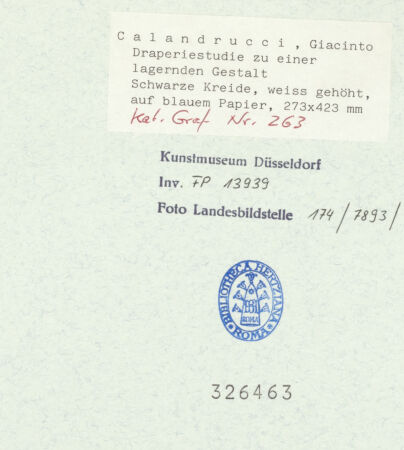 C a l a n d r u c c i , Giacinto
Draperiestudie zu einer
lagernden Gestalt
Schwarze Kreide, weiss gehöht,
auf blauem Papier, 273x423 mm
Kat. Graf Nr. 263
Kunstmuseum Düsseldorf
Inv. FP 13939
Foto Landesbildstelle 174/7893/
BIBLIOTHECA HERTZIANA
ROMA
326463